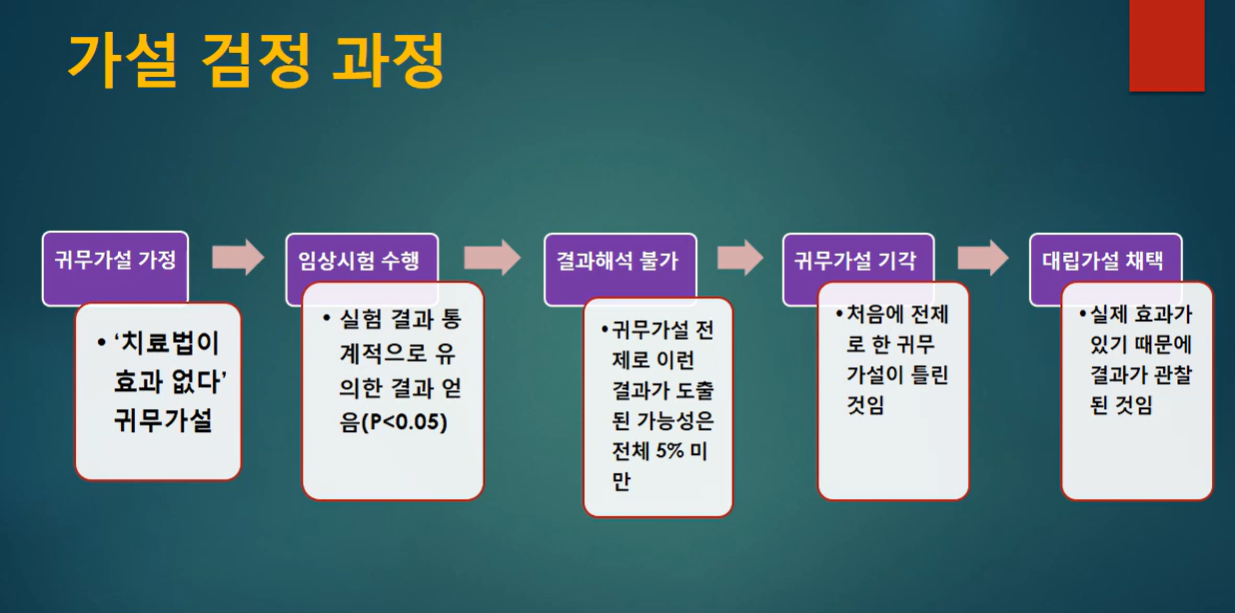 가설 검정 과정
귀무가설 가정
• ‘치료법이
효과 없다’
귀무가설
임상시험 수행
• 실험 결과 통
계적으로 유
의한 결과 얻
음(P<0.05)
결과해석 불가
•귀무가설 전
제로 이런
결과가 도출
된 가능성은
전체 5% 미
만
귀무가설 기각
•처음에 전제
로 한 귀무
가설이 틀린
것임
대립가설 채택
•실제 효과가
있기 때문에
결과가 관찰
된 것임